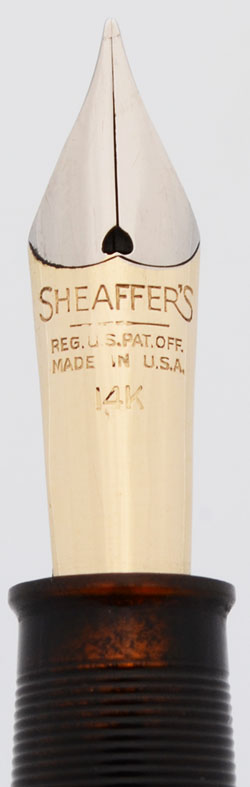 SHEAFFER'S
REG. U.S. PAT. OFF.
MADE IN U.S.A.
14K